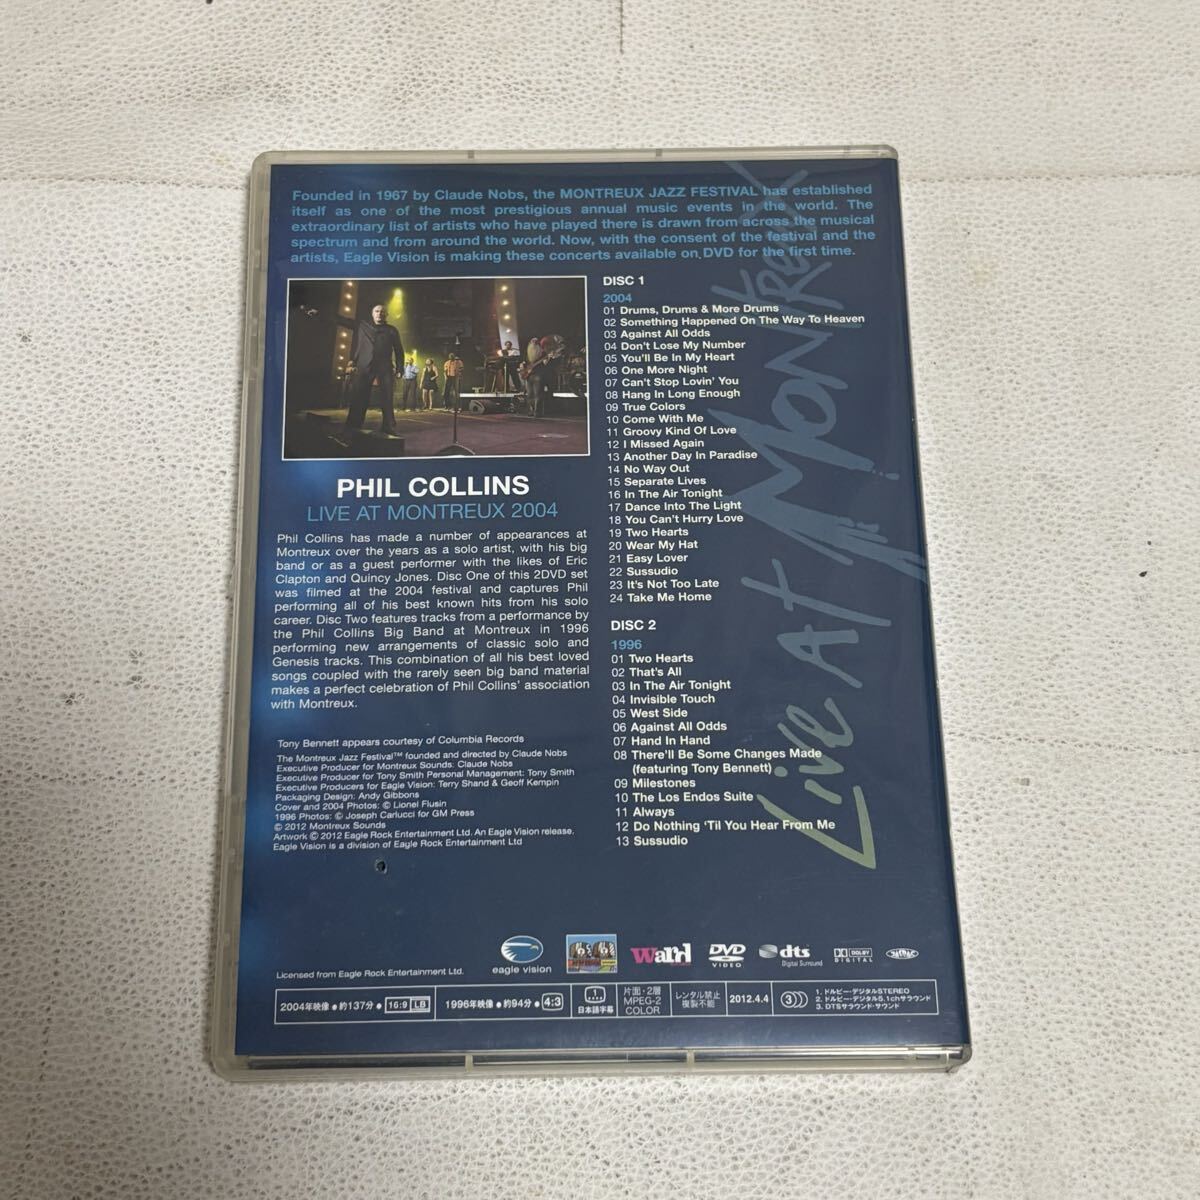 Founded in 1967 by Claude Nobs, the MONTREUX JAZZ FESTIVAL has established
itself as one of the most prestigious annual music events in the world. The
extraordinary list of artists who have played there is drawn from across the musical
spectrum and from around the world. Now, with the consent of the festival and the
artists, Eagle Vision is making these concerts available on DVD for the first time.
PHIL COLLINS
LIVE AT MONTREUX 2004
Phil Collins has made a number of appearances at
Montreux over the years as a solo artist, with his big
band or as a guest performer with the likes of Eric
Clapton and Quincy Jones. Disc One of this 2DVD set
was filmed at the 2004 festival and captures Phil
performing all of his best known hits from his solo
career. Disc Two features tracks from a performance by
the Phil Collins Big Band at Montreux in 1996
performing new arrangements of classic solo and
Genesis tracks. This combination of all his best loved
songs coupled with the rarely seen big band material
makes a perfect celebration of Phil Collins' association
with Montreux.
Tony Bennett appears courtesy of Columbia Records
The Montreux Jazz Festival™ founded and directed by Claude Nobs
Executive Producer for Montreux Sounds: Claude Nobs
Executive Producer for Tony Smith Personal Management: Tony Smith
Executive Producers for Eagle Vision: Terry Shand & Geoff Kempin
Packaging Design: Andy Gibbons
Cover and 2004 Photos: © Lionel Flusin
1996 Photos: © Joseph Carlucci for GM Press
© 2012 Montreux Sounds
Artwork © 2012 Eagle Rock Entertainment Ltd. An Eagle Vision release.
Eagle Vision is a division of Eagle Rock Entertainment Ltd
DISC 1
2004
01 Drums, Drums & More Drums
02 Something Happened On The Way To Heaven
03 Against All Odds
04 Don't Lose My Number
05 You'll Be In My Heart
06 One More Night
07 Can't Stop Lovin' You
08 Hang In Long Enough
09 True Colors
10 Come With Me
11 Groovy Kind Of Love
12 I Missed Again
13 Another Day In Paradise
14 No Way Out
15 Separate Lives
16 In The Air Tonight
17 Dance Into The Light
18 You Can't Hurry Love
19 Two Hearts
20 Wear My Hat
21 Easy Lover
22 Sussudio
23 It's Not Too Late
24 Take Me Home
DISC 2
1996
01 Two Hearts
02 That's All
03 In The Air Tonight
04 Invisible Touch
05 West Side
06 Against All Odds
07 Hand In Hand
08 There'll Be Some Changes Made
(featuring Tony Bennett)
09 Milestones
10 The Los Endos Suite
11 Always
12 Do Nothing 'Til You Hear From Me
13 Sussudio
Live At Montreux
Licensed from Eagle Rock Entertainment Ltd.
eagle vision
ward
DVD
VIDEO
dts
Digital Surround
DOLBY
DIGITAL
2004年映像●約137分● 16:9 LB
1996年映像●約94分● 4:3
1
日本語字幕
片面・2層
MPEG-2
COLOR
レンタル禁止
複製不能
2012.4.4
3
1. ドルビー・デジタルSTEREO
2. ドルビー・デジタル5.1chサラウンド
3. DTSサラウンド・サウンド